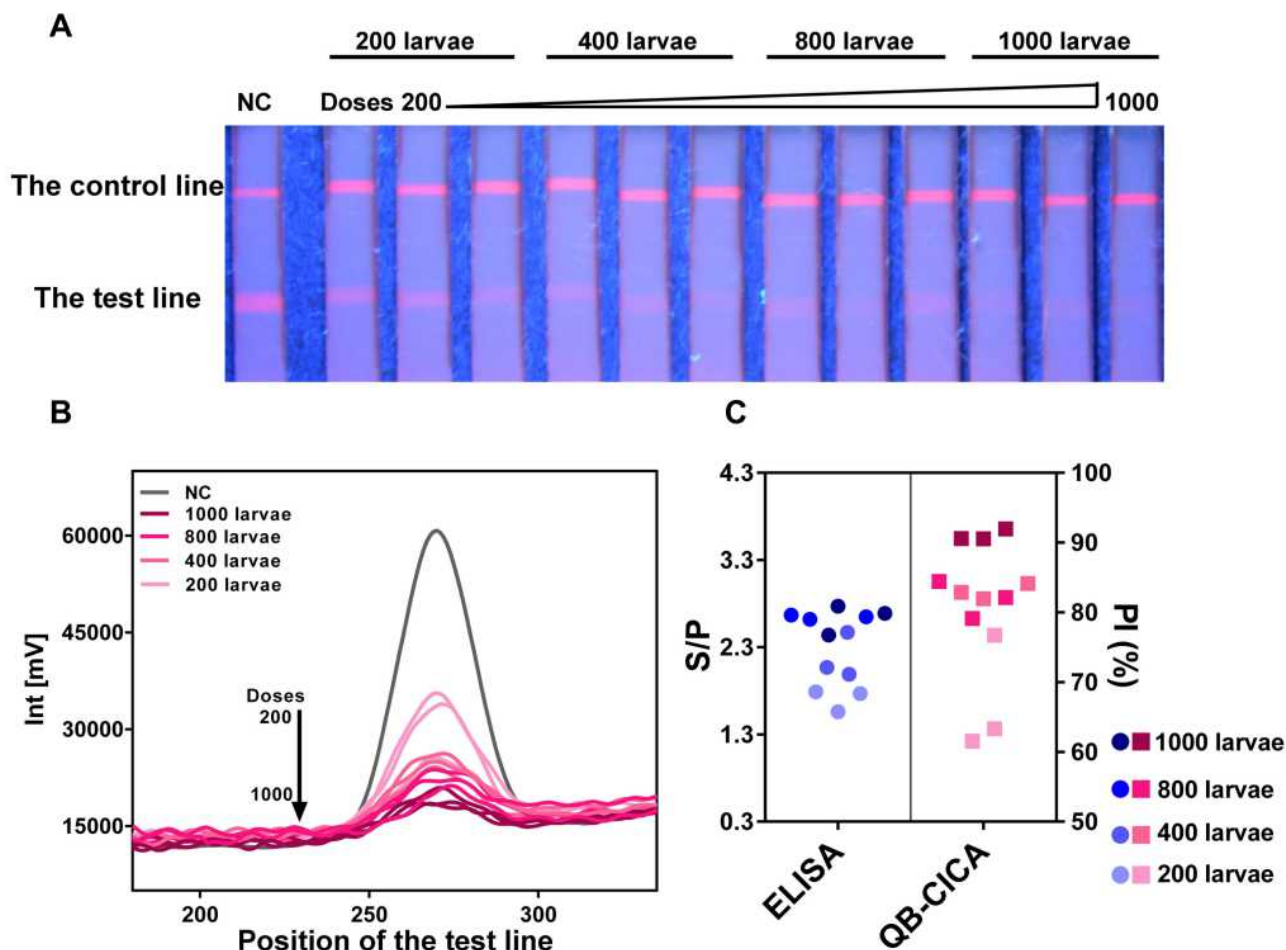 A
200 larvae 400 larvae 800 larvae 1000 larvae
NC Doses 200 1000
The control line
The test line
B
NC
1000 larvae
800 larvae
400 larvae
200 larvae
60000
45000
30000
15000
Int [mV]
Doses
200
1000
200 250 300
Position of the test line
C
4.3
3.3
2.3
1.3
0.3
S/P
100
90
80
70
60
50
PI (%)
ELISA QB-CICA
1000 larvae
800 larvae
400 larvae
200 larvae